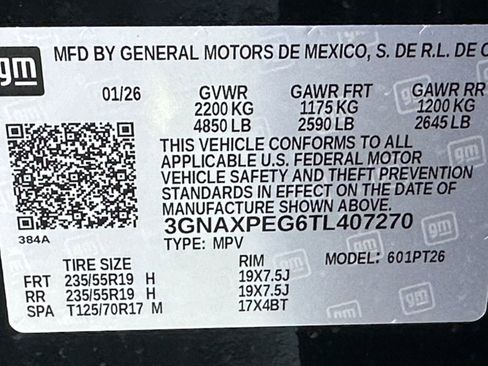 gm
MFD BY GENERAL MOTORS DE MEXICO, S. DE R.L. DE C
01/26 GVWR GAWR FRT GAWR RR
2200 KG 1175 KG 1200 KG
4850 LB 2590 LB 2645 LB
THIS VEHICLE CONFORMS TO ALL
APPLICABLE U.S. FEDERAL MOTOR
VEHICLE SAFETY AND THEFT PREVENTION
STANDARDS IN EFFECT ON THE DATE OF
MANUFACTURE SHOWN ABOVE.
384A
3GNAXPEG6TL407270
TYPE: MPV
MODEL: 601PT26
TIRE SIZE RIM
FRT 235/55R19 H 19X7.5J
RR 235/55R19 H 19X7.5J
SPA T125/70R17 M 17X4BT